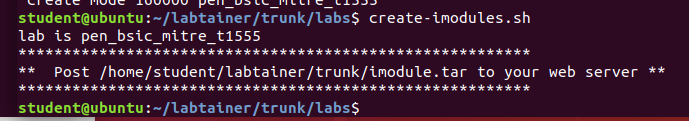 create mode 100000 pen_bsic_mitre_t1555
student@ubuntu:~/labtainer/trunk/labs$ create-imodules.sh
lab is pen_bsic_mitre_t1555
***********************************************************
**  Post /home/student/labtainer/trunk/imodule.tar to your web server **
***********************************************************
student@ubuntu:~/labtainer/trunk/labs$